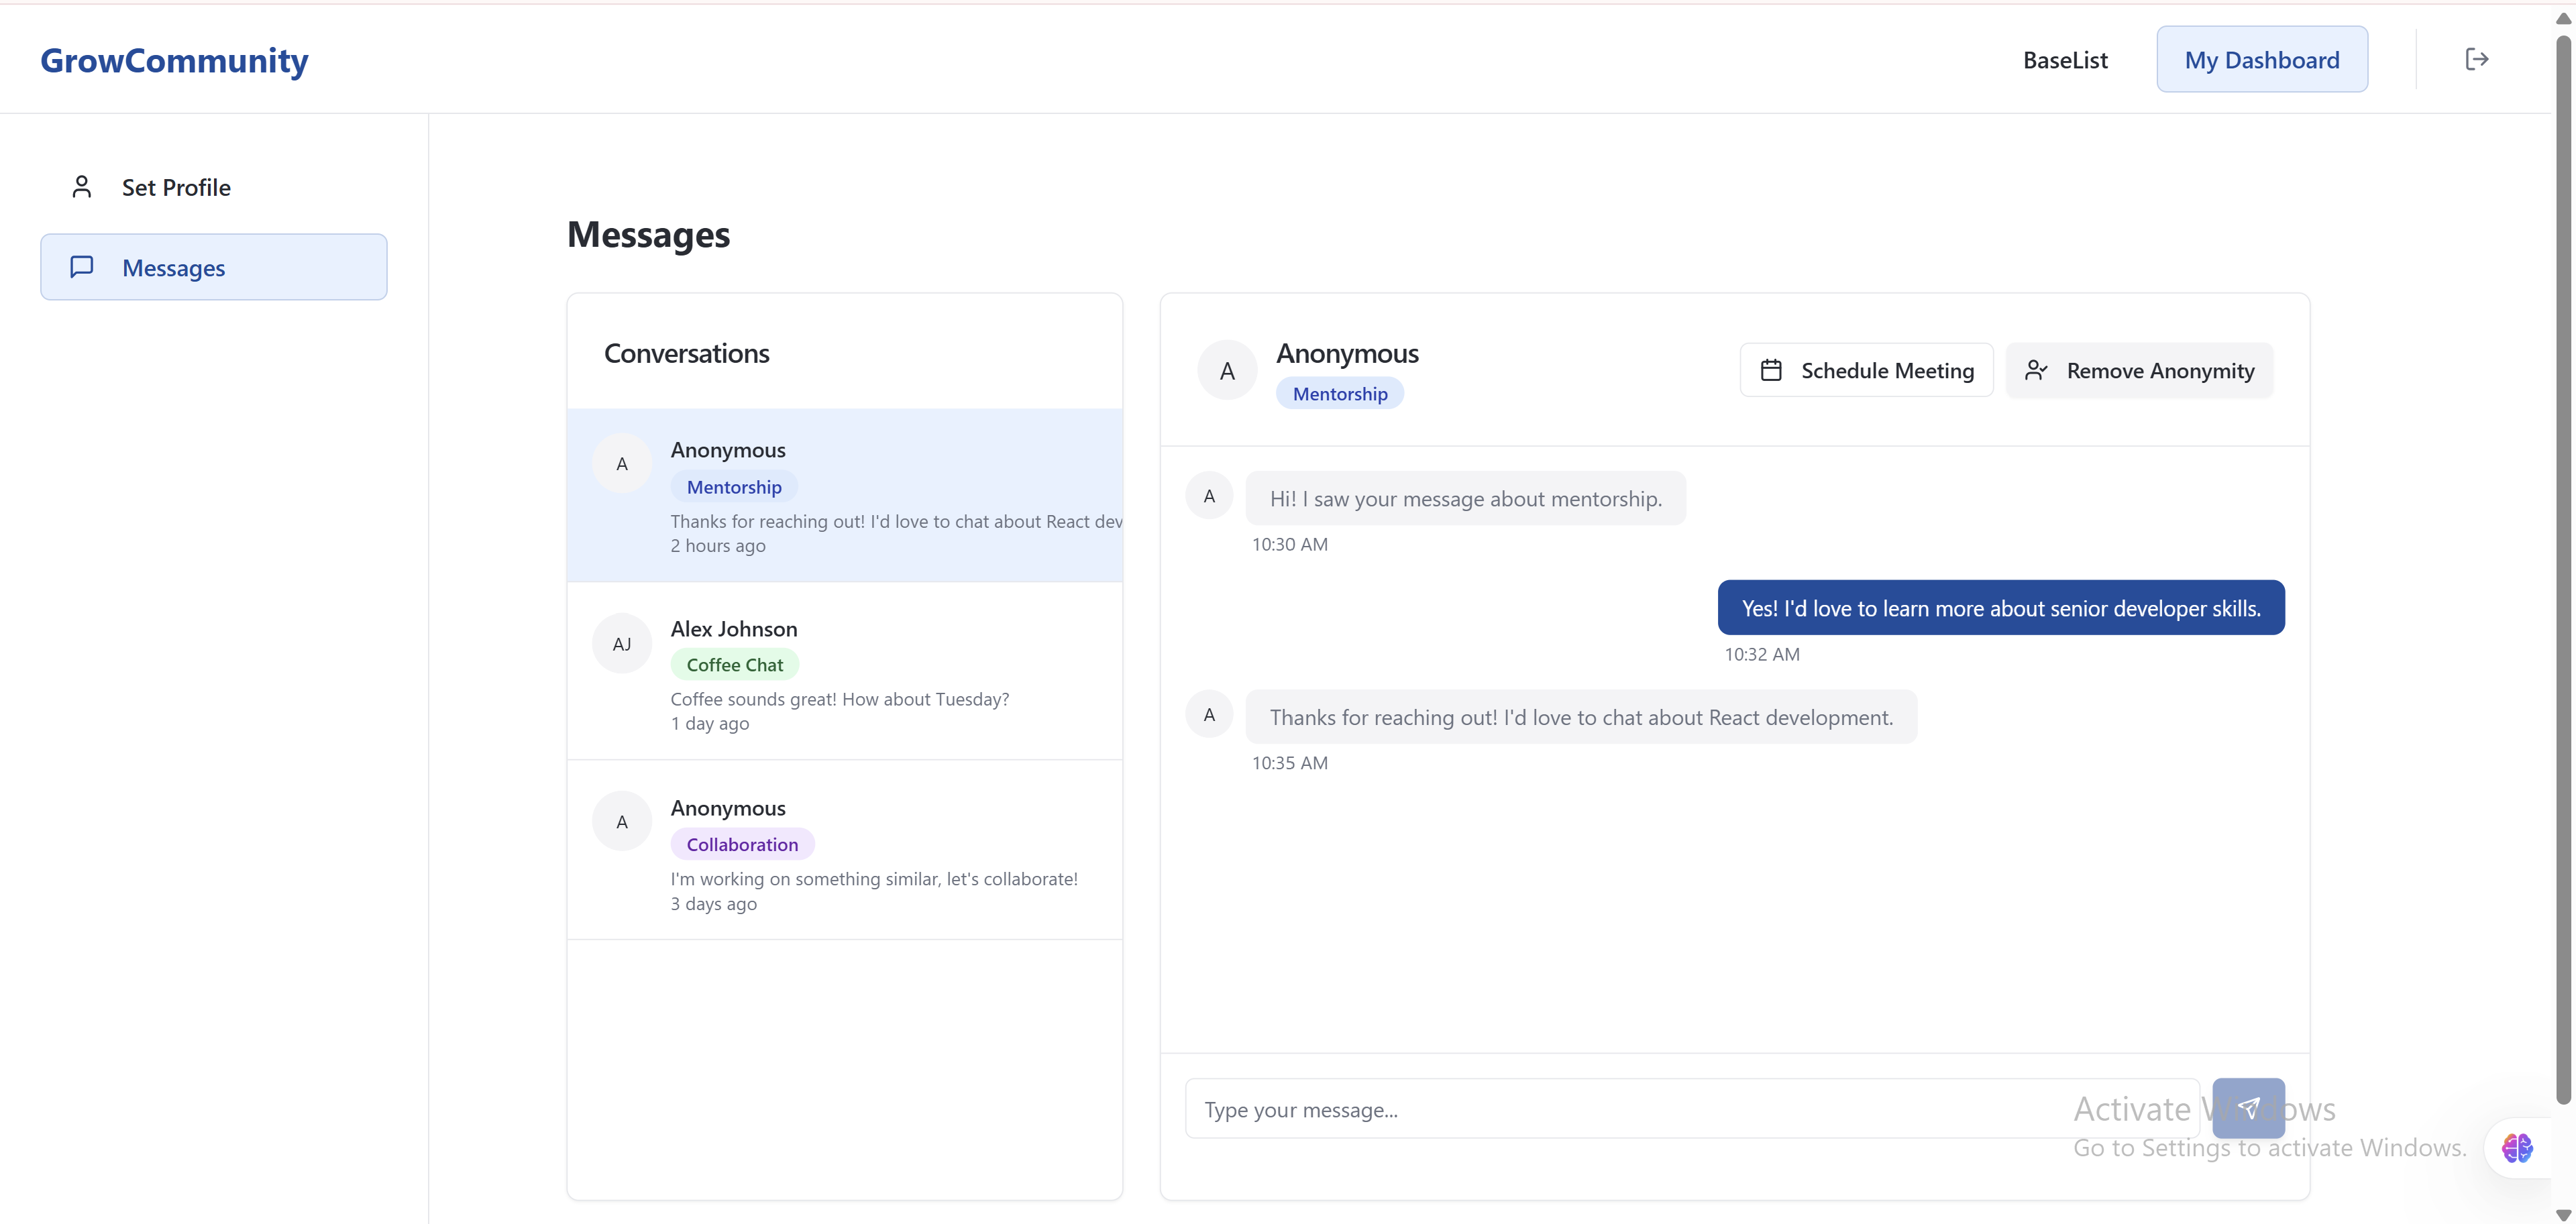 GrowCommunity
BaseList
My Dashboard
Set Profile
Messages
Messages
Conversations
A
Anonymous
Mentorship
Thanks for reaching out! I'd love to chat about React dev
2 hours ago
AJ
Alex Johnson
Coffee Chat
Coffee sounds great! How about Tuesday?
1 day ago
A
Anonymous
Collaboration
I'm working on something similar, let's collaborate!
3 days ago
A
Anonymous
Mentorship
Schedule Meeting
Remove Anonymity
A
Hi! I saw your message about mentorship.
10:30 AM
Yes! I'd love to learn more about senior developer skills.
10:32 AM
A
Thanks for reaching out! I'd love to chat about React development.
10:35 AM
Type your message...
Activate Windows
Go to Settings to activate Windows.